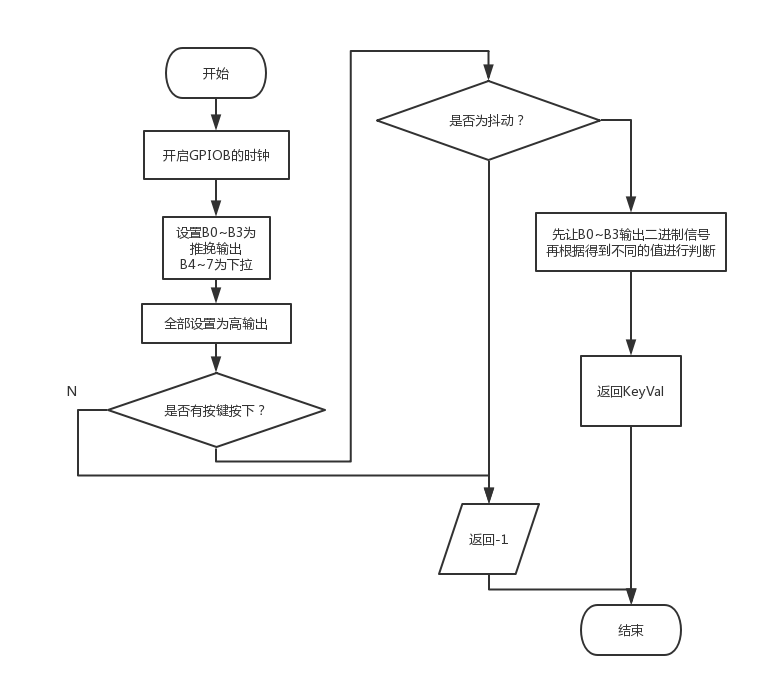 开始
开启GPIOB的时钟
设置B0~B3为
推挽输出
B4~7为下拉
全部设置为高输出
N
是否有按键按下？
是否为抖动？
先让B0~B3输出二进制信号
再根据得到不同的值进行判断
返回KeyVal
返回-1
结束